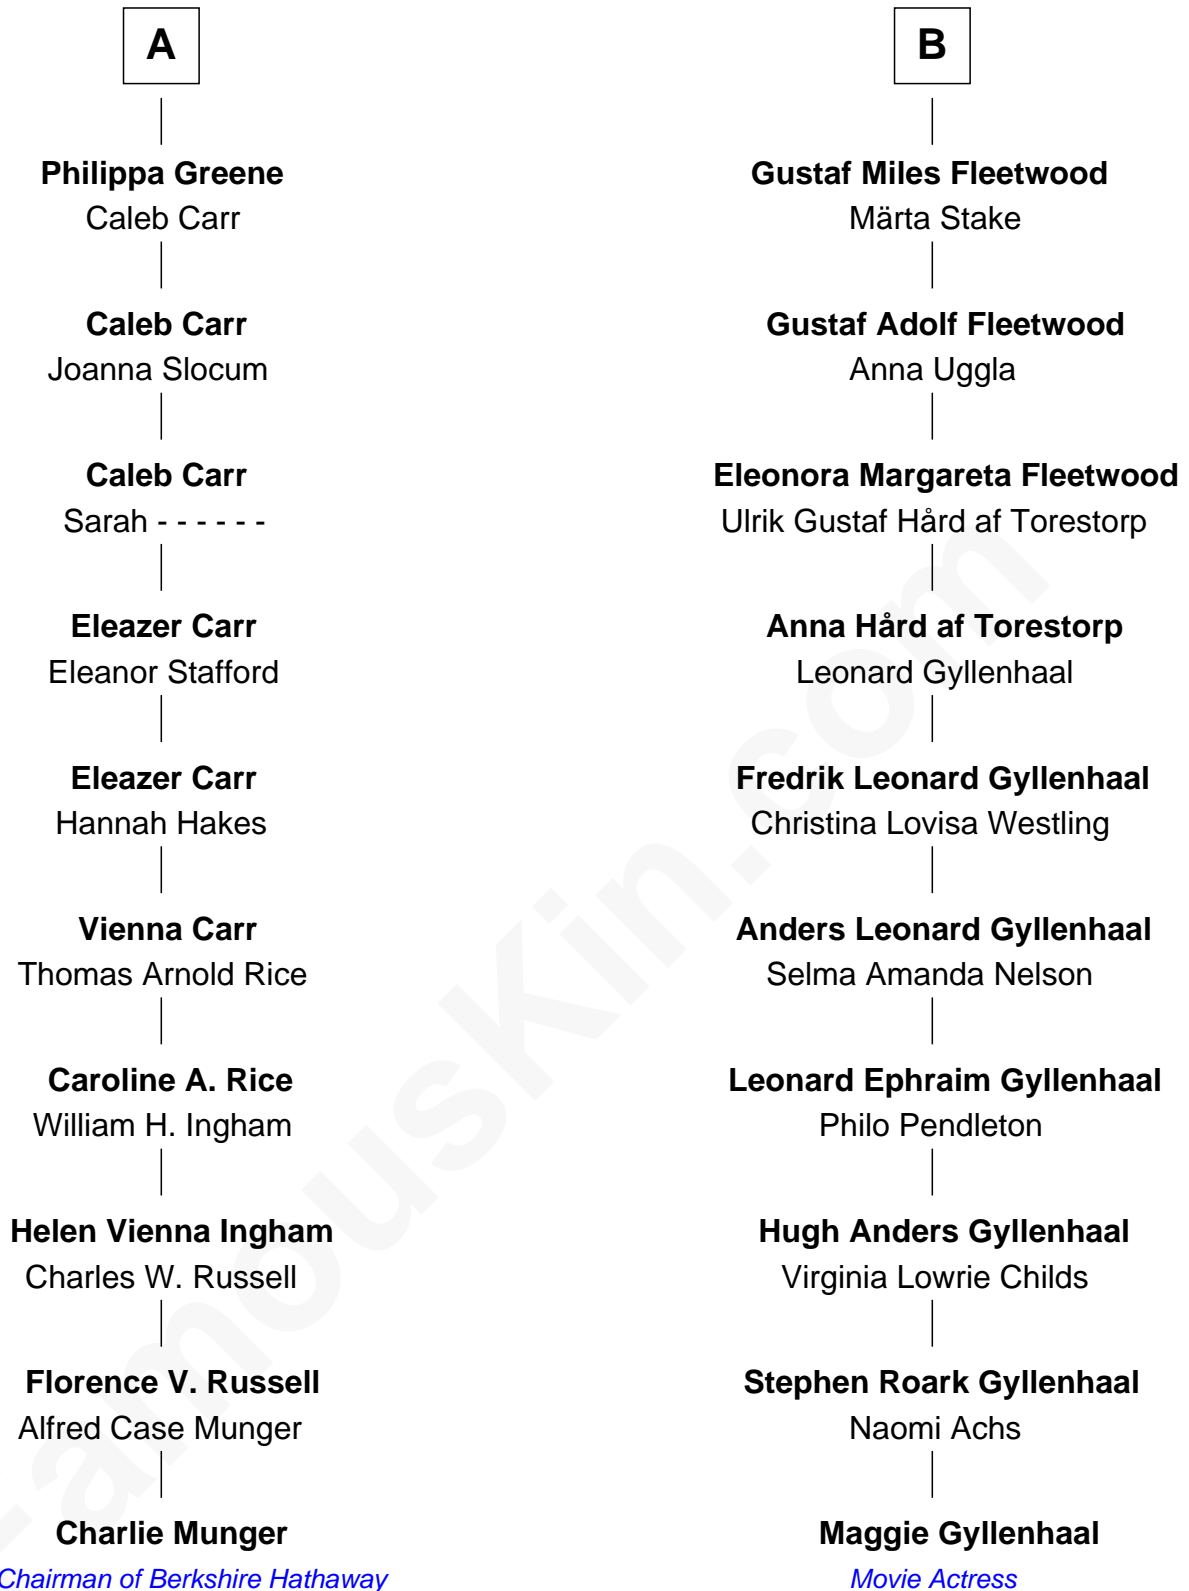 A
Philippa Greene
Caleb Carr
Caleb Carr
Joanna Slocum
Caleb Carr
Sarah - - - - - -
Eleazer Carr
Eleanor Stafford
Eleazer Carr
Hannah Hakes
Vienna Carr
Thomas Arnold Rice
Caroline A. Rice
William H. Ingham
Helen Vienna Ingham
Charles W. Russell
Florence V. Russell
Alfred Case Munger
Charlie Munger
Chairman of Berkshire Hathaway
B
Gustaf Miles Fleetwood
Märta Stake
Gustaf Adolf Fleetwood
Anna Uggla
Eleonora Margareta Fleetwood
Ulrik Gustaf Hård af Torestorp
Anna Hård af Torestorp
Leonard Gyllenhaal
Fredrik Leonard Gyllenhaal
Christina Lovisa Westling
Anders Leonard Gyllenhaal
Selma Amanda Nelson
Leonard Ephraim Gyllenhaal
Philo Pendleton
Hugh Anders Gyllenhaal
Virginia Lowrie Childs
Stephen Roark Gyllenhaal
Naomi Achs
Maggie Gyllenhaal
Movie Actress
FamousKin.com